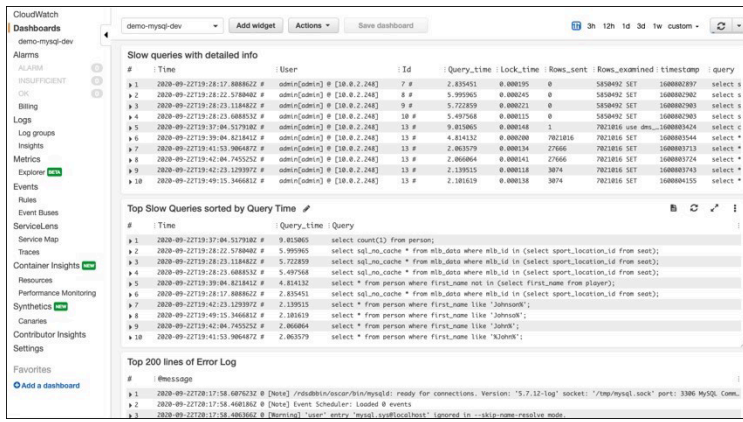 CloudWatch
Dashboards
demo-mysql-dev
Alarms
ALARM 0
INSUFFICIENT 0
OK 0
Billing
Logs
Log groups
Insights
Metrics
Explorer BETA
Events
Rules
Event Buses
ServiceLens
Service Map
Traces
Container Insights NEW
Resources
Performance Monitoring
Synthetics NEW
Canaries
Contributor Insights
Settings
Favorites
Add a dashboard
demo-mysql-dev Add widget Actions Save dashboard 1h 3h 12h 1d 3d 1w custom
Slow queries with detailed info
# Time User Id Query_time Lock_time Rows_sent Rows_examined timestamp query
1 2020-09-22T19:28:17.808862Z # admin[admin] @ [10.0.2.248] 7 # 2.835451 0.000195 0 5850492 SET 1600802897 select s
2 2020-09-22T19:28:22.578040Z # admin[admin] @ [10.0.2.248] 8 # 5.995965 0.000245 0 5850492 SET 1600802902 select s
3 2020-09-22T19:28:23.118482Z # admin[admin] @ [10.0.2.248] 9 # 5.722859 0.000221 0 5850492 SET 1600802903 select s
4 2020-09-22T19:28:23.608853Z # admin[admin] @ [10.0.2.248] 10 # 5.497568 0.000115 0 5850492 SET 1600802903 select s
5 2020-09-22T19:37:04.517910Z # admin[admin] @ [10.0.2.248] 13 # 9.015065 0.000148 1 7021016 use dms_… 1600803424 select c
6 2020-09-22T19:39:04.821841Z # admin[admin] @ [10.0.2.248] 13 # 4.814132 0.000200 7021016 7021016 SET 1600803544 select *
7 2020-09-22T19:41:53.906487Z # admin[admin] @ [10.0.2.248] 13 # 2.063579 0.000134 27666 7021016 SET 1600803713 select *
8 2020-09-22T19:42:04.745525Z # admin[admin] @ [10.0.2.248] 13 # 2.066064 0.000141 27666 7021016 SET 1600803724 select *
9 2020-09-22T19:42:23.129397Z # admin[admin] @ [10.0.2.248] 13 # 2.139515 0.000118 3074 7021016 SET 1600803743 select *
10 2020-09-22T19:49:15.346681Z # admin[admin] @ [10.0.2.248] 13 # 2.101619 0.000138 3074 7021016 SET 1600804155 select *
Top Slow Queries sorted by Query Time
# Time Query_time Query
1 2020-09-22T19:37:04.517910Z # 9.015065 select count(1) from person;
2 2020-09-22T19:28:22.578040Z # 5.995965 select sql_no_cache * from mlb_data where mlb_id in (select sport_location_id from seat);
3 2020-09-22T19:28:23.118482Z # 5.722859 select sql_no_cache * from mlb_data where mlb_id in (select sport_location_id from seat);
4 2020-09-22T19:28:23.608853Z # 5.497568 select sql_no_cache * from mlb_data where mlb_id in (select sport_location_id from seat);
5 2020-09-22T19:39:04.821841Z # 4.814132 select * from person where first_name not in (select first_name from player);
6 2020-09-22T19:28:17.808862Z # 2.835451 select sql_no_cache * from mlb_data where mlb_id in (select sport_location_id from seat);
7 2020-09-22T19:42:23.129397Z # 2.139515 select * from person where first_name like 'Johnson%';
8 2020-09-22T19:49:15.346681Z # 2.101619 select * from person where first_name like 'Johnso%';
9 2020-09-22T19:42:04.745525Z # 2.066064 select * from person where first_name like 'John%';
10 2020-09-22T19:41:53.906487Z # 2.063579 select * from person where first_name like '%John%';
Top 200 lines of Error Log
# @message
1 2020-09-22T20:17:58.607623Z 0 [Note] /rdsdbbin/oscar/bin/mysqld: ready for connections. Version: '5.7.12-log' socket: '/tmp/mysql.sock' port: 3306 MySQL Comm…
2 2020-09-22T20:17:58.460186Z 0 [Note] Event Scheduler: Loaded 0 events
3 2020-09-22T20:17:58.406366Z 0 [Warning] 'user' entry 'mysql.sys@localhost' ignored in --skip-name-resolve mode.